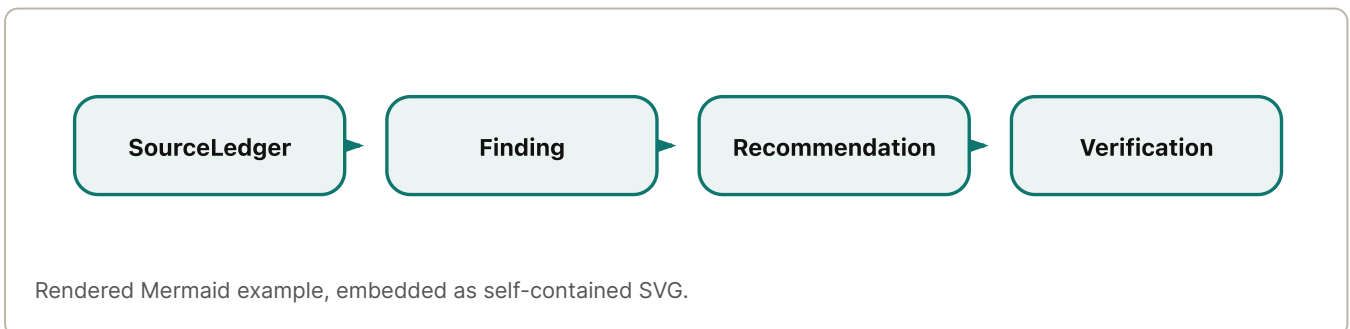 SourceLedger
Finding
Recommendation
Verification
Rendered Mermaid example, embedded as self-contained SVG.